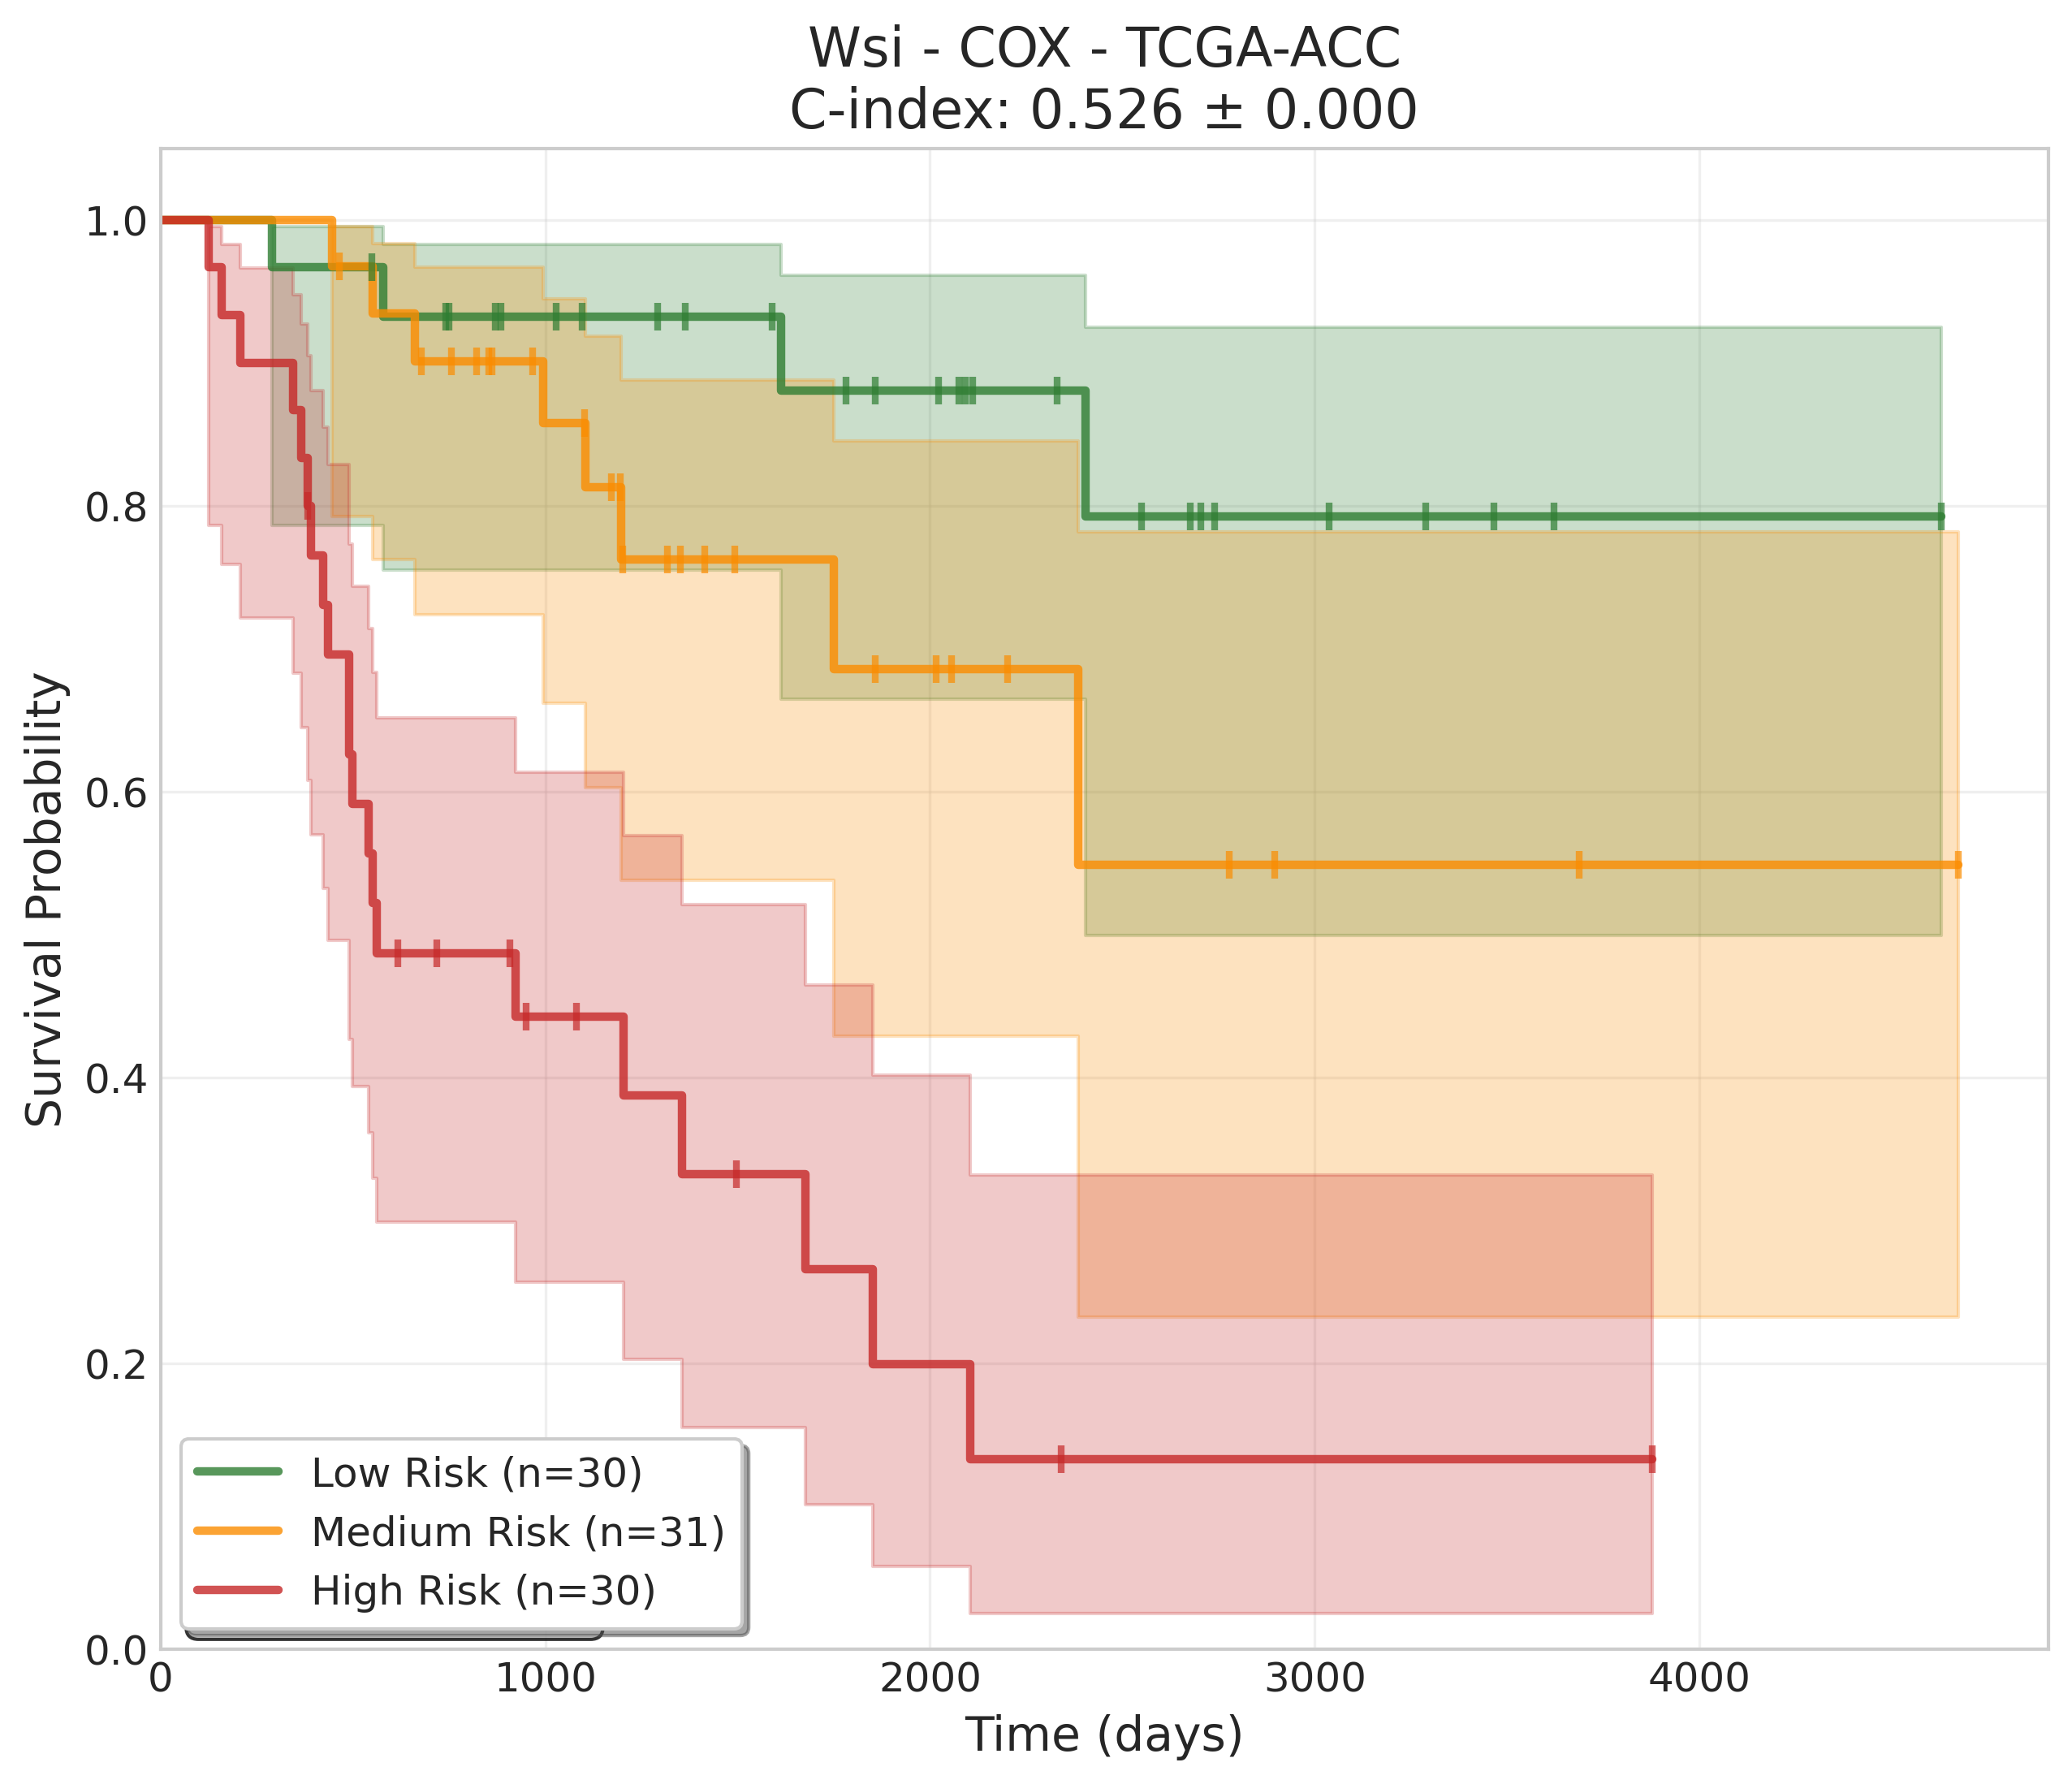 Wsi - COX - TCGA-ACC
C-index: 0.526 ± 0.000
Survival Probability
1.0
0.8
0.6
0.4
0.2
0.0
Low Risk (n=30)
Medium Risk (n=31)
High Risk (n=30)
0 1000 2000 3000 4000
Time (days)